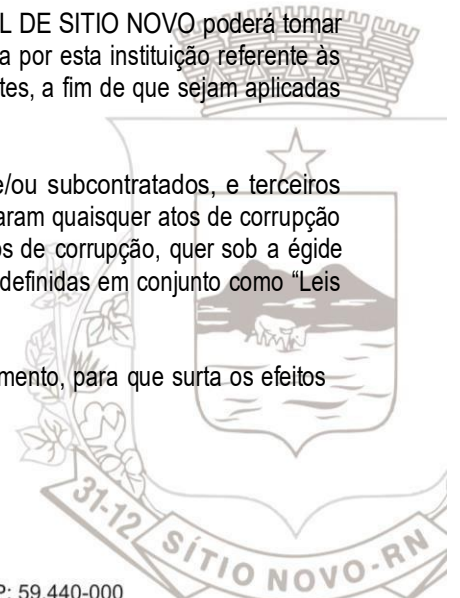 L DE SITIO NOVO poderá tomar
a por esta instituição referente às
tes, a fim de que sejam aplicadas
e/ou subcontratados, e terceiros
aram quaisquer atos de corrupção
os de corrupção, quer sob a égide
definidas em conjunto como “Leis
mento, para que surta os efeitos
31-12
SÍTIO NOVO-RN
P: 59.440-000